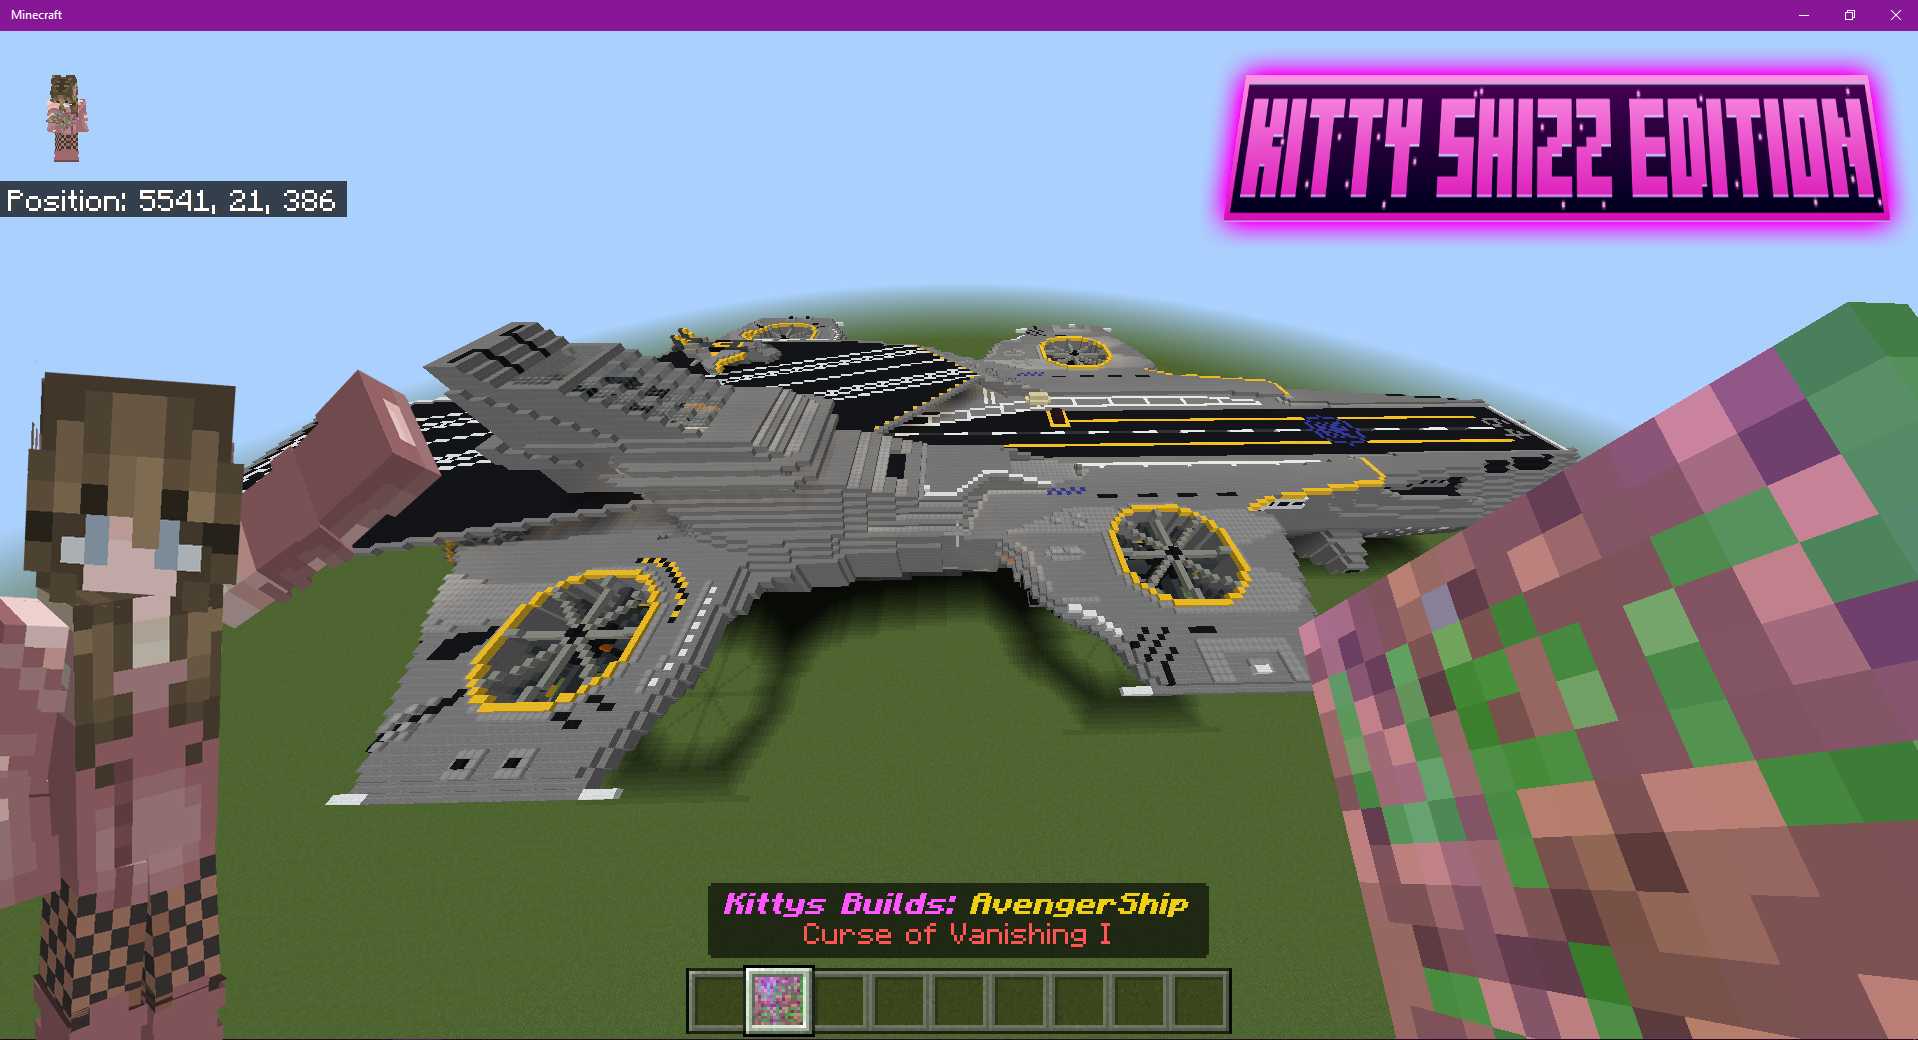 Minecraft
KITTY SHIZZ EDITION
Position: 5541, 21, 386
Kittys Builds: AvengerShip
Curse of Vanishing I